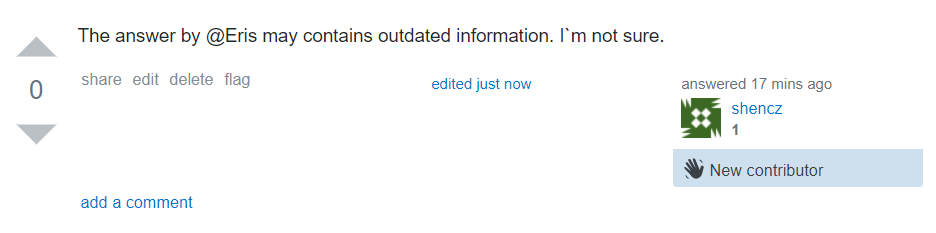 The answer by @Eris may contains outdated information. I`m not sure.
0
share edit delete flag
edited just now
answered 17 mins ago
shencz
1
New contributor
add a comment